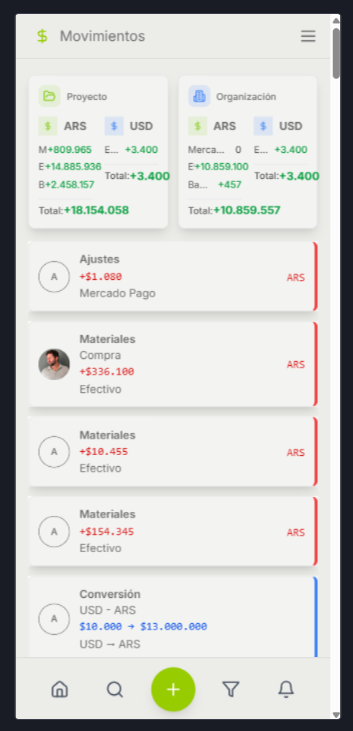 $ Movimientos
Proyecto
$ ARS $ USD
M+809.965 E... +3.400
E+14.885.936
Total:+3.400
B+2.458.157
Total:+18.154.058
Organización
$ ARS $ USD
Merca... 0 E... +3.400
E+10.859.100
Total:+3.400
Ba... +457
Total:+10.859.557
A
Ajustes
+$1.080
Mercado Pago
ARS
Materiales
Compra
+$336.100
Efectivo
ARS
A
Materiales
+$10.455
Efectivo
ARS
A
Materiales
+$154.345
Efectivo
ARS
A
Conversión
USD - ARS
$10.000 → $13.000.000
USD → ARS